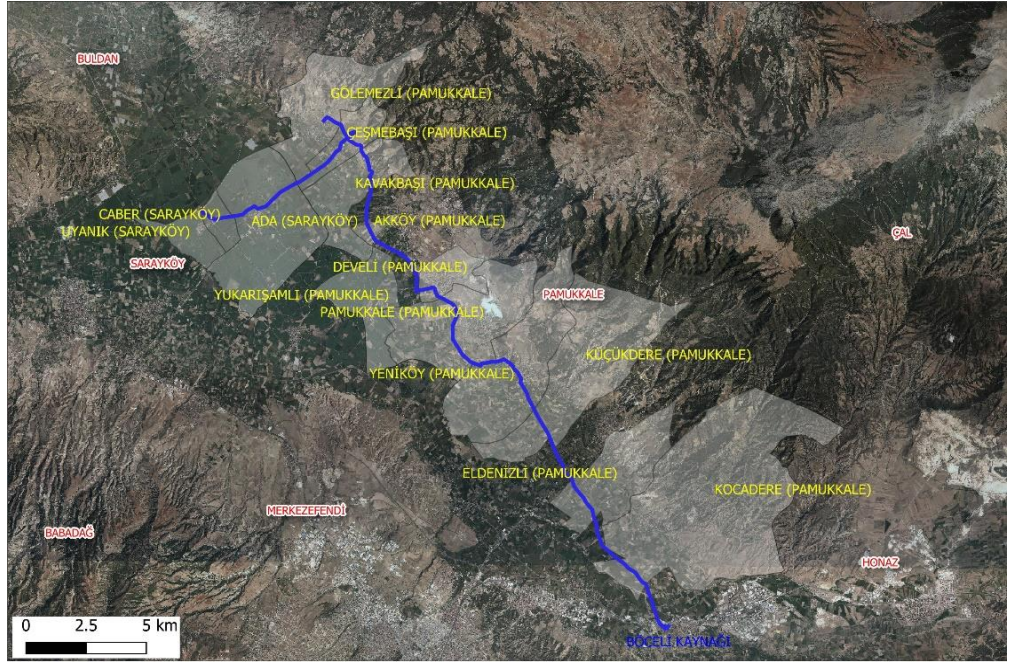 BULDAN
GÖLEMEZLİ (PAMUKKALE)
ÇEŞMEBAŞI (PAMUKKALE)
KAVAKBAŞI (PAMUKKALE)
CABER (SARAYKÖY)
ADA (SARAYKÖY)
AKKÖY (PAMUKKALE)
UYANIK (SARAYKÖY)
ÇAL
SARAYKÖY
DEVELİ (PAMUKKALE)
YUKARIŞAMLI (PAMUKKALE)
PAMUKKALE
PAMUKKALE (PAMUKKALE)
KÜÇÜKDERE (PAMUKKALE)
YENİKÖY (PAMUKKALE)
ELDENİZLİ (PAMUKKALE)
KOCADERE (PAMUKKALE)
MERKEZEFENDİ
BABADAĞ
HONAZ
0 2.5 5 km
BÖCELİ KAYNAĞI